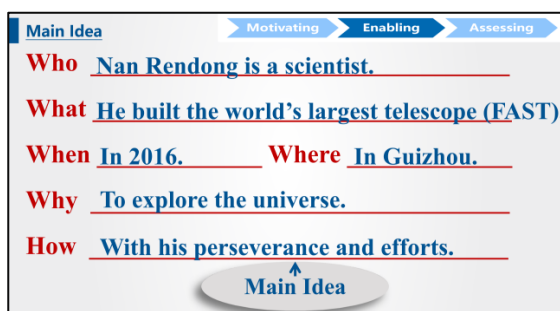 Main Idea
Motivating Enabling Assessing
Who Nan Rendong is a scientist.
What He built the world's largest telescope (FAST)
When In 2016. Where In Guizhou.
Why To explore the universe.
How With his perseverance and efforts.
Main Idea